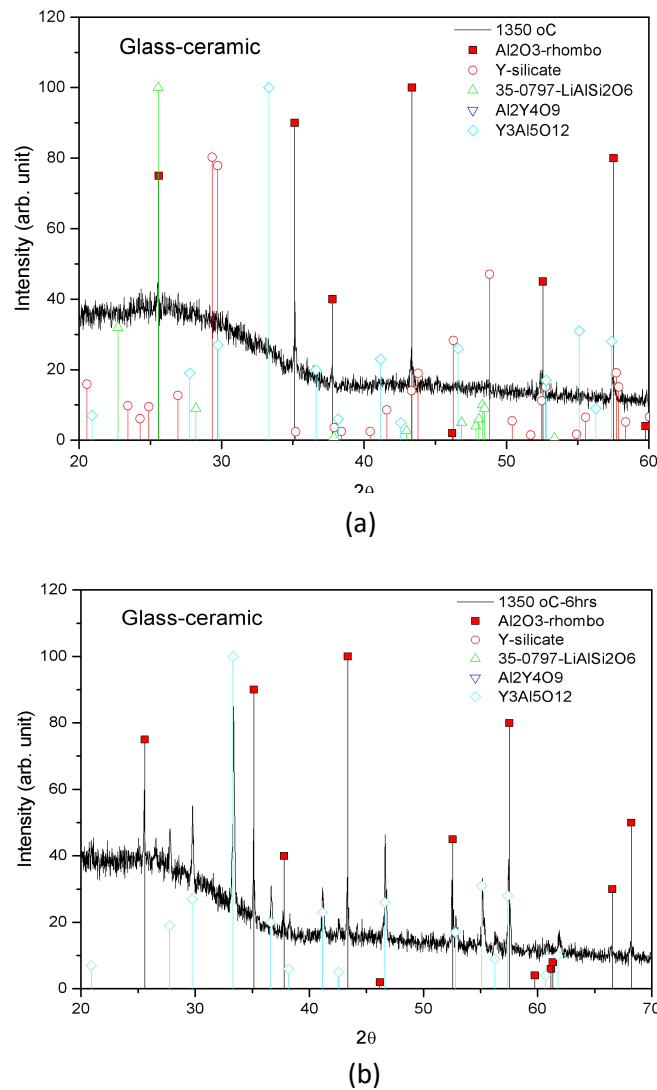 120
100
80
60
40
20
0
Intensity (arb. unit)
Glass-ceramic
1350 oC
Al2O3-rhombo
Y-silicate
35-0797-LiAlSi2O6
Al2Y4O9
Y3Al5O12
20 30 40 50 60
2θ
(a)
120
100
80
60
40
20
0
Intensity (arb. unit)
Glass-ceramic
1350 oC-6hrs
Al2O3-rhombo
Y-silicate
35-0797-LiAlSi2O6
Al2Y4O9
Y3Al5O12
20 30 40 50 60 70
2θ
(b)